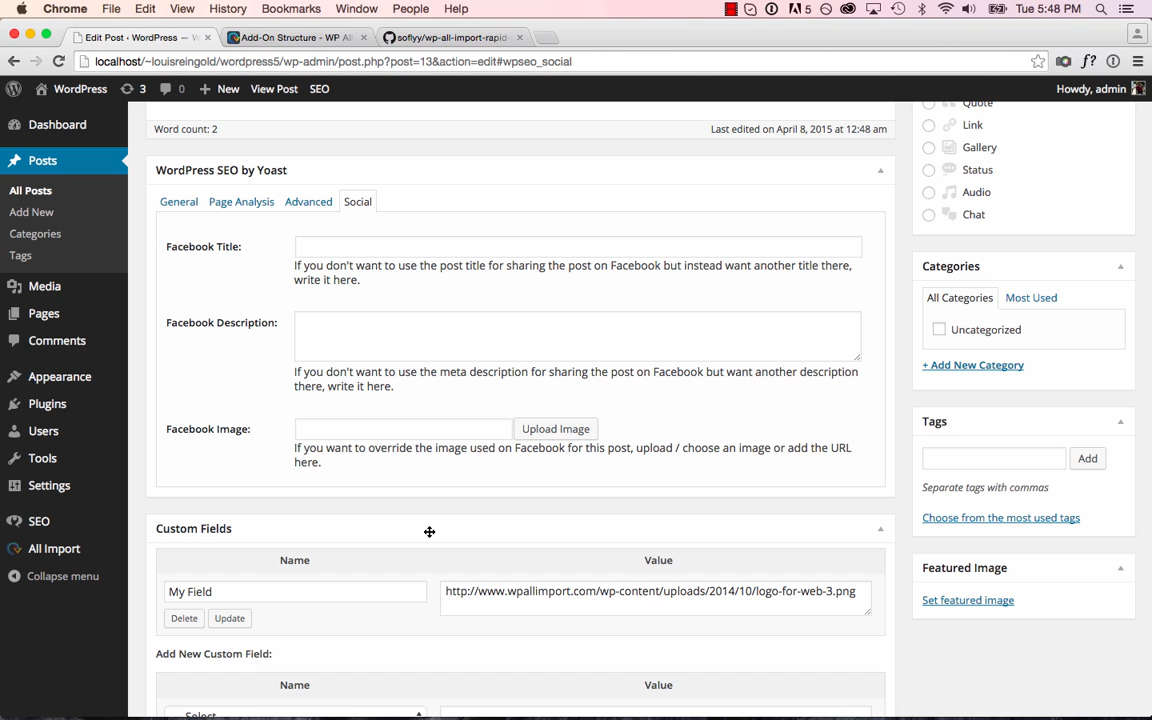 Chrome File Edit View History Bookmarks Window People Help 5 Tue 5:48 PM
Edit Post ‹ WordPress — W × Add-On Structure - WP All × soflyy/wp-all-import-rapid- ×
localhost/~louisreingold/wordpress5/wp-admin/post.php?post=13&action=edit#wpseo_social f?
WordPress 3 0 + New View Post SEO Howdy, admin
Dashboard
Posts
All Posts
Add New
Categories
Tags
Media
Pages
Comments
Appearance
Plugins
Users
Tools
Settings
SEO
All Import
Collapse menu
Word count: 2 Last edited on April 8, 2015 at 12:48 am
WordPress SEO by Yoast
General Page Analysis Advanced Social
Facebook Title:
If you don't want to use the post title for sharing the post on Facebook but instead want another title there,
write it here.
Facebook Description:
If you don't want to use the meta description for sharing the post on Facebook but want another description
there, write it here.
Facebook Image: Upload Image
If you want to override the image used on Facebook for this post, upload / choose an image or add the URL
here.
Custom Fields
Name Value
My Field http://www.wpallimport.com/wp-content/uploads/2014/10/logo-for-web-3.png
Delete Update
Add New Custom Field:
Name Value
Select
Quote
Link
Gallery
Status
Audio
Chat
Categories
All Categories Most Used
Uncategorized
+ Add New Category
Tags
Add
Separate tags with commas
Choose from the most used tags
Featured Image
Set featured image